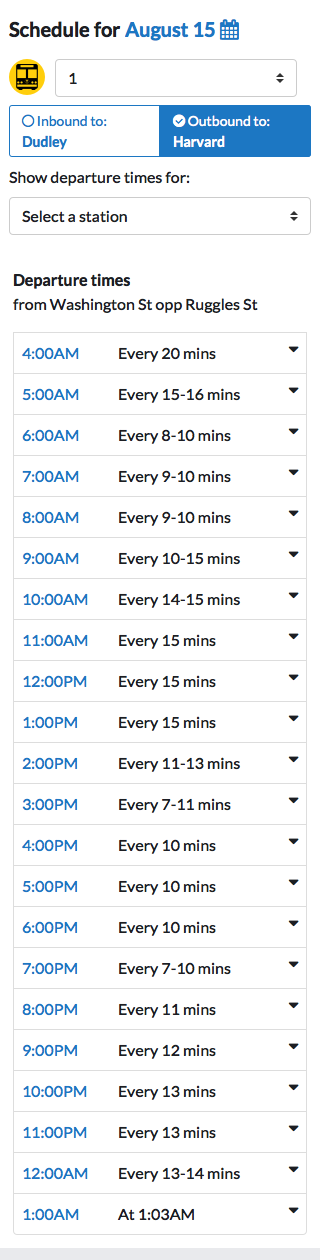 Schedule for August 15
1
Inbound to: Outbound to:
Dudley Harvard
Show departure times for:
Select a station
Departure times
from Washington St opp Ruggles St
4:00AM Every 20 mins
5:00AM Every 15-16 mins
6:00AM Every 8-10 mins
7:00AM Every 9-10 mins
8:00AM Every 9-10 mins
9:00AM Every 10-15 mins
10:00AM Every 14-15 mins
11:00AM Every 15 mins
12:00PM Every 15 mins
1:00PM Every 15 mins
2:00PM Every 11-13 mins
3:00PM Every 7-11 mins
4:00PM Every 10 mins
5:00PM Every 10 mins
6:00PM Every 10 mins
7:00PM Every 7-10 mins
8:00PM Every 11 mins
9:00PM Every 12 mins
10:00PM Every 13 mins
11:00PM Every 13 mins
12:00AM Every 13-14 mins
1:00AM At 1:03AM